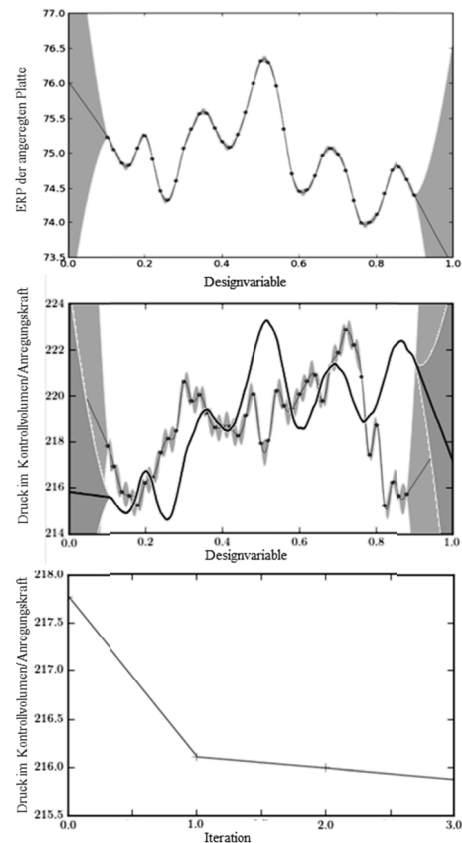 77.0
76.5
76.0
75.5
75.0
74.5
74.0
73.5
ERP der angeregten Platte
0.0 0.2 0.4 0.6 0.8 1.0
Designvariable
224
222
220
218
216
214
Druck im Kontrollvolumen/Anregungskraft
0.0 0.2 0.4 0.6 0.8 1.0
Designvariable
218.0
217.5
217.0
216.5
216.0
215.5
Druck im Kontrollvolumen/Anregungskraft
0.0 1.0 2.0 3.0
Iteration